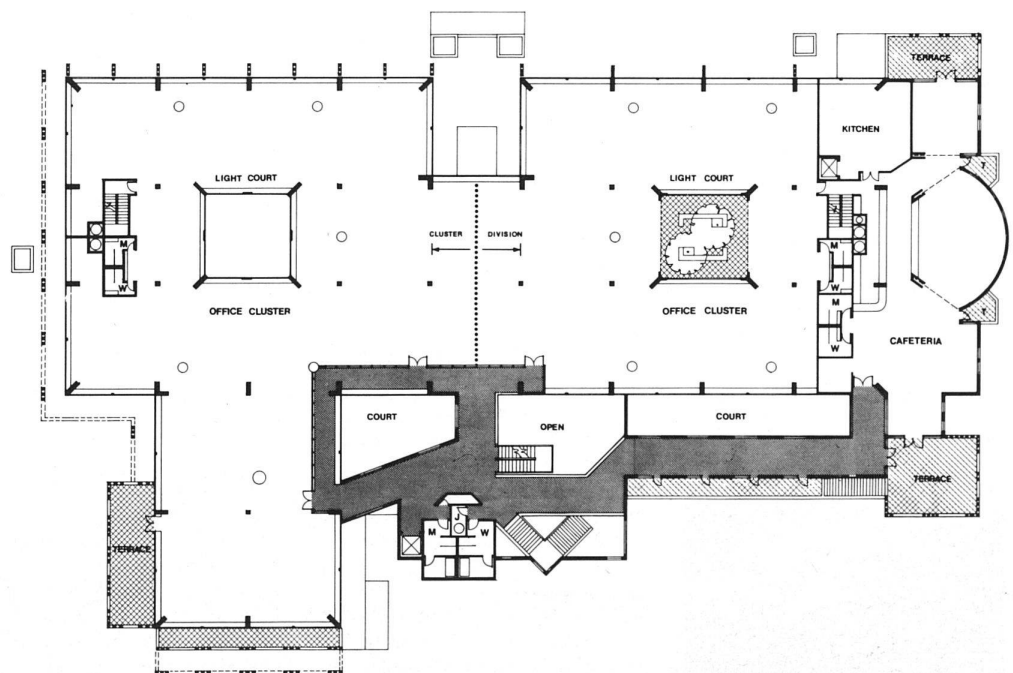 TERRACE
KITCHEN
LIGHT COURT
LIGHT COURT
T
CLUSTER DIVISION
M
M
W
W
M
OFFICE CLUSTER
OFFICE CLUSTER
T
CAFETERIA
W
COURT
OPEN
COURT
TERRACE
J
M
W
TERRACE